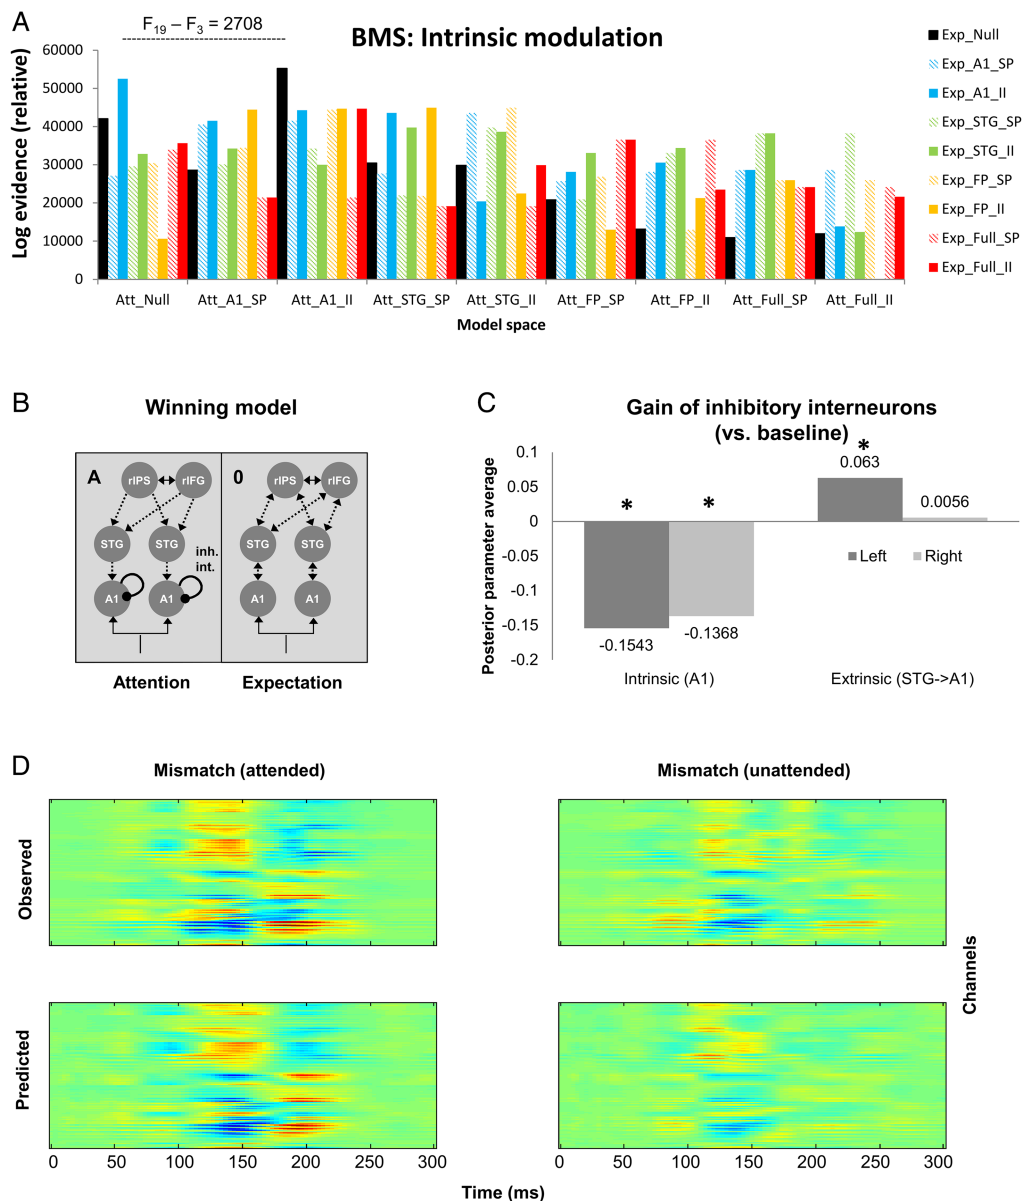 A
F19 – F3 = 2708
BMS: Intrinsic modulation
Log evidence (relative)
60000
50000
40000
30000
20000
10000
0
Att_Null Att_A1_SP Att_A1_II Att_STG_SP Att_STG_II Att_FP_SP Att_FP_II Att_Full_SP Att_Full_II
Model space
Exp_Null
Exp_A1_SP
Exp_A1_II
Exp_STG_SP
Exp_STG_II
Exp_FP_SP
Exp_FP_II
Exp_Full_SP
Exp_Full_II
B
Winning model
A
rIPS rIFG
STG STG
inh.
int.
A1 A1
Attention
0
rIPS rIFG
STG STG
A1 A1
Expectation
C
Gain of inhibitory interneurons
(vs. baseline)
Posterior parameter average
0.1
0.05
0
-0.05
-0.1
-0.15
-0.2
* * *
0.063
0.0056
-0.1543
-0.1368
Left Right
Intrinsic (A1) Extrinsic (STG->A1)
D
Mismatch (attended) Mismatch (unattended)
Observed
Predicted
Channels
0 50 100 150 200 250 300
0 50 100 150 200 250 300
Time (ms)